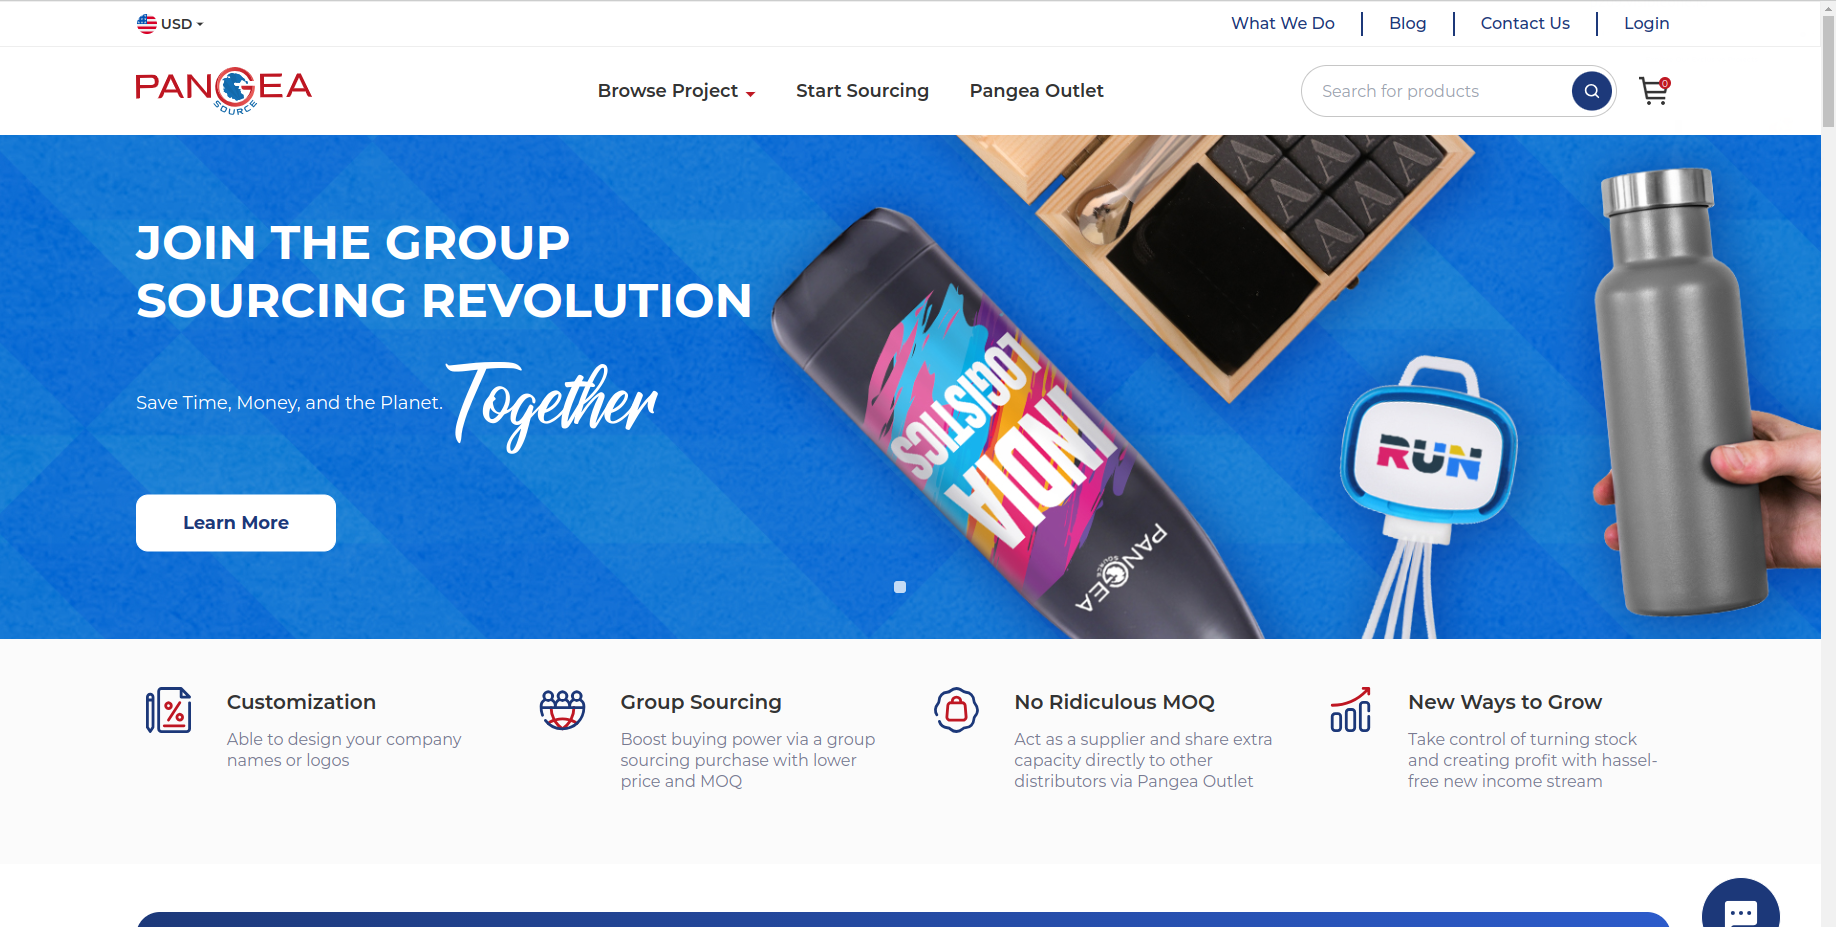 USD
What We Do
Blog
Contact Us
Login
PANGEA
SOURCE
Browse Project
Start Sourcing
Pangea Outlet
Search for products
0
JOIN THE GROUP
SOURCING REVOLUTION
Save Time, Money, and the Planet. Together
Learn More
LOGISTICS
INDIA
PANGEA
SOURCE
RUN
Customization
Able to design your company
names or logos
Group Sourcing
Boost buying power via a group
sourcing purchase with lower
price and MOQ
No Ridiculous MOQ
Act as a supplier and share extra
capacity directly to other
distributors via Pangea Outlet
New Ways to Grow
Take control of turning stock
and creating profit with hassel-
free new income stream